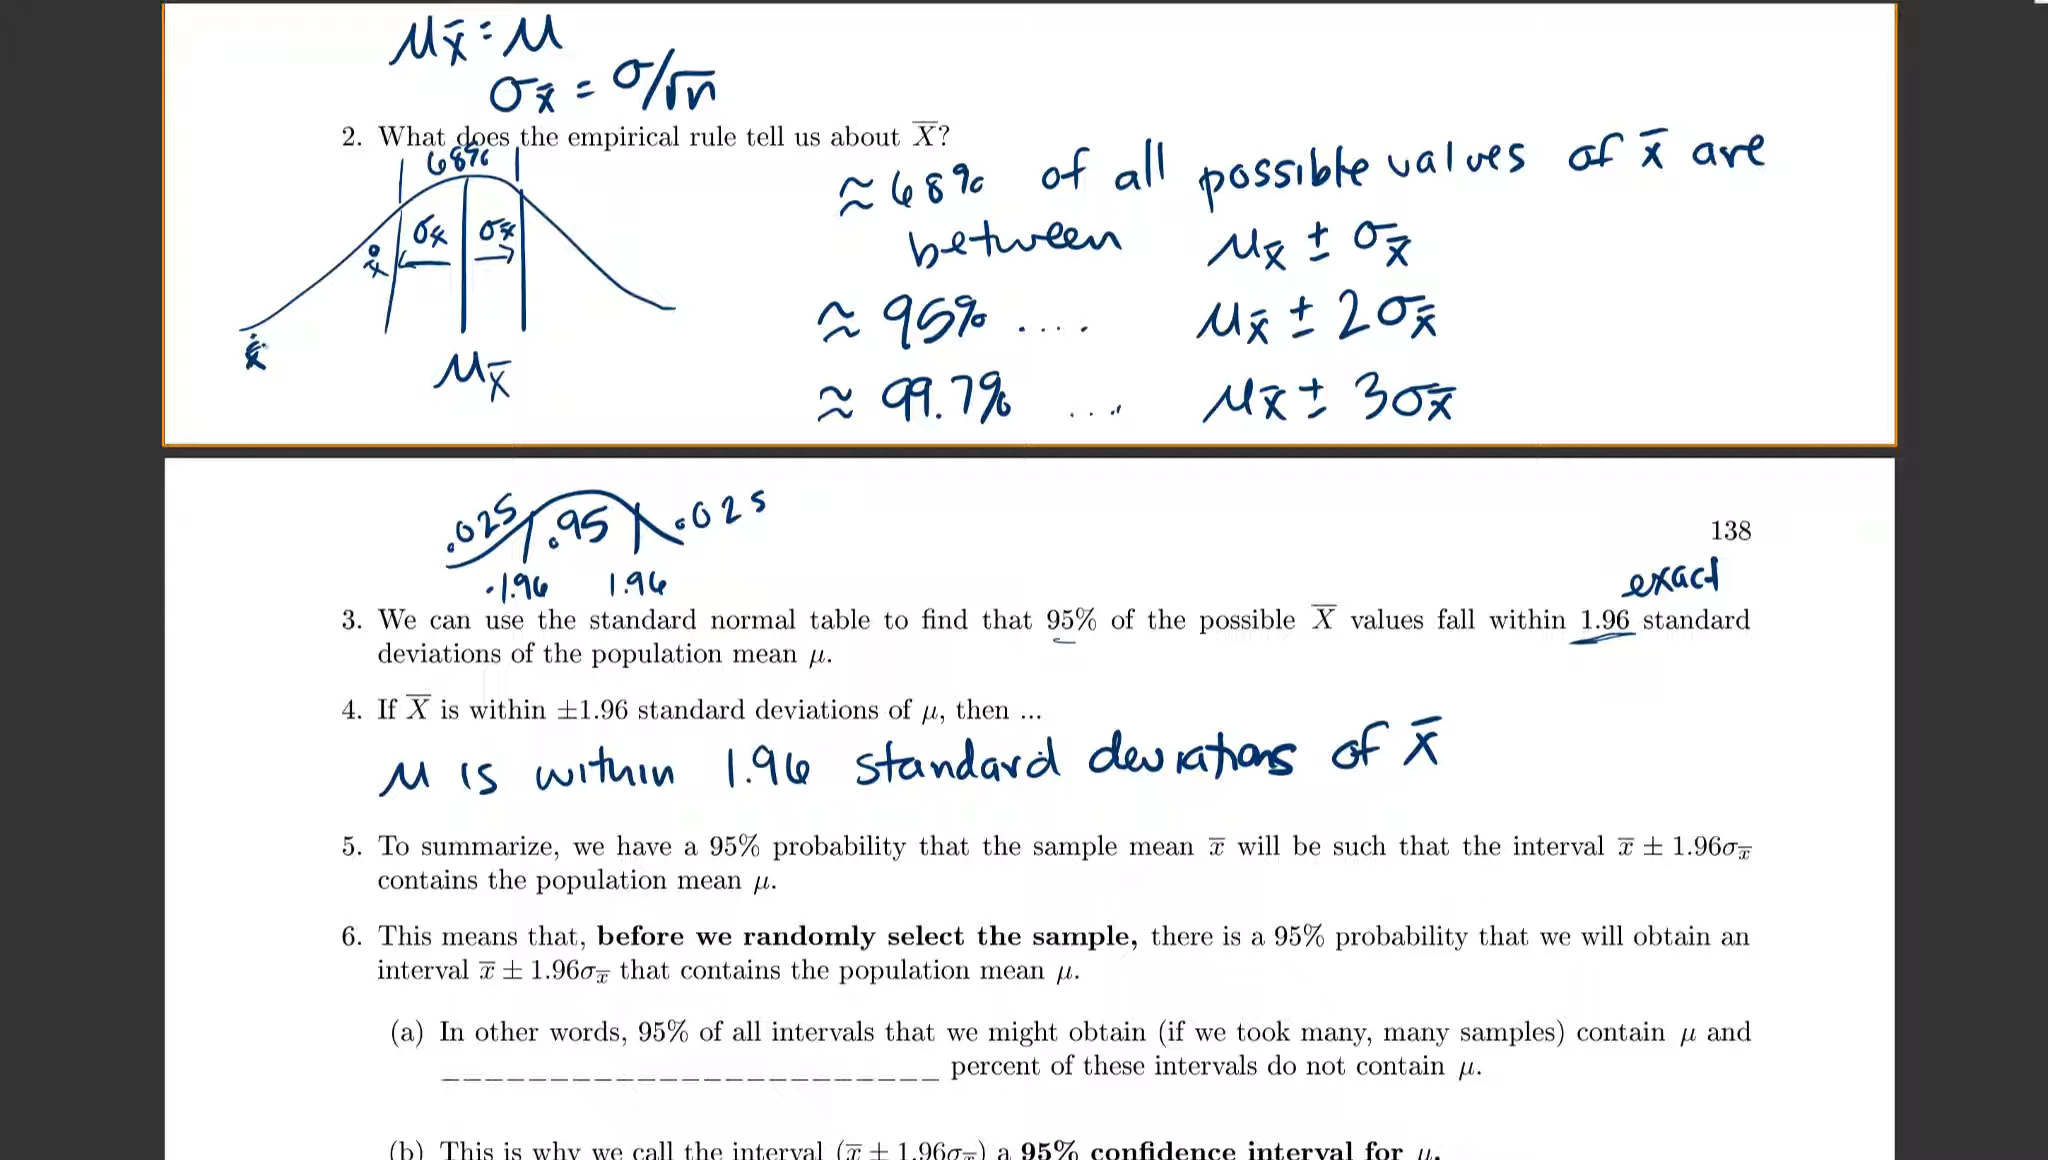 μx̄ = μ
σx̄ = σ/√n
2. What does the empirical rule tell us about X̄?
68%
≈ 68% of all possible values of x̄ are
between μx̄ ± σx̄
σx̄ σx̄
x̄
≈ 95% .... μx̄ ± 2σx̄
x̄
μx̄
≈ 99.7% .... μx̄ ± 3σx̄
.025 .95 .025
138
-1.96 1.96
exact
3. We can use the standard normal table to find that 95% of the possible X̄ values fall within 1.96 standard
deviations of the population mean μ.
4. If X̄ is within ±1.96 standard deviations of μ, then ...
μ is within 1.96 standard deviations of x̄
5. To summarize, we have a 95% probability that the sample mean x̄ will be such that the interval x̄ ± 1.96σx̄
contains the population mean μ.
6. This means that, before we randomly select the sample, there is a 95% probability that we will obtain an
interval x̄ ± 1.96σx̄ that contains the population mean μ.
(a) In other words, 95% of all intervals that we might obtain (if we took many, many samples) contain μ and
_______________________ percent of these intervals do not contain μ.
(b) This is why we call the interval (x̄ ± 1.96σx̄) a 95% confidence interval for μ.